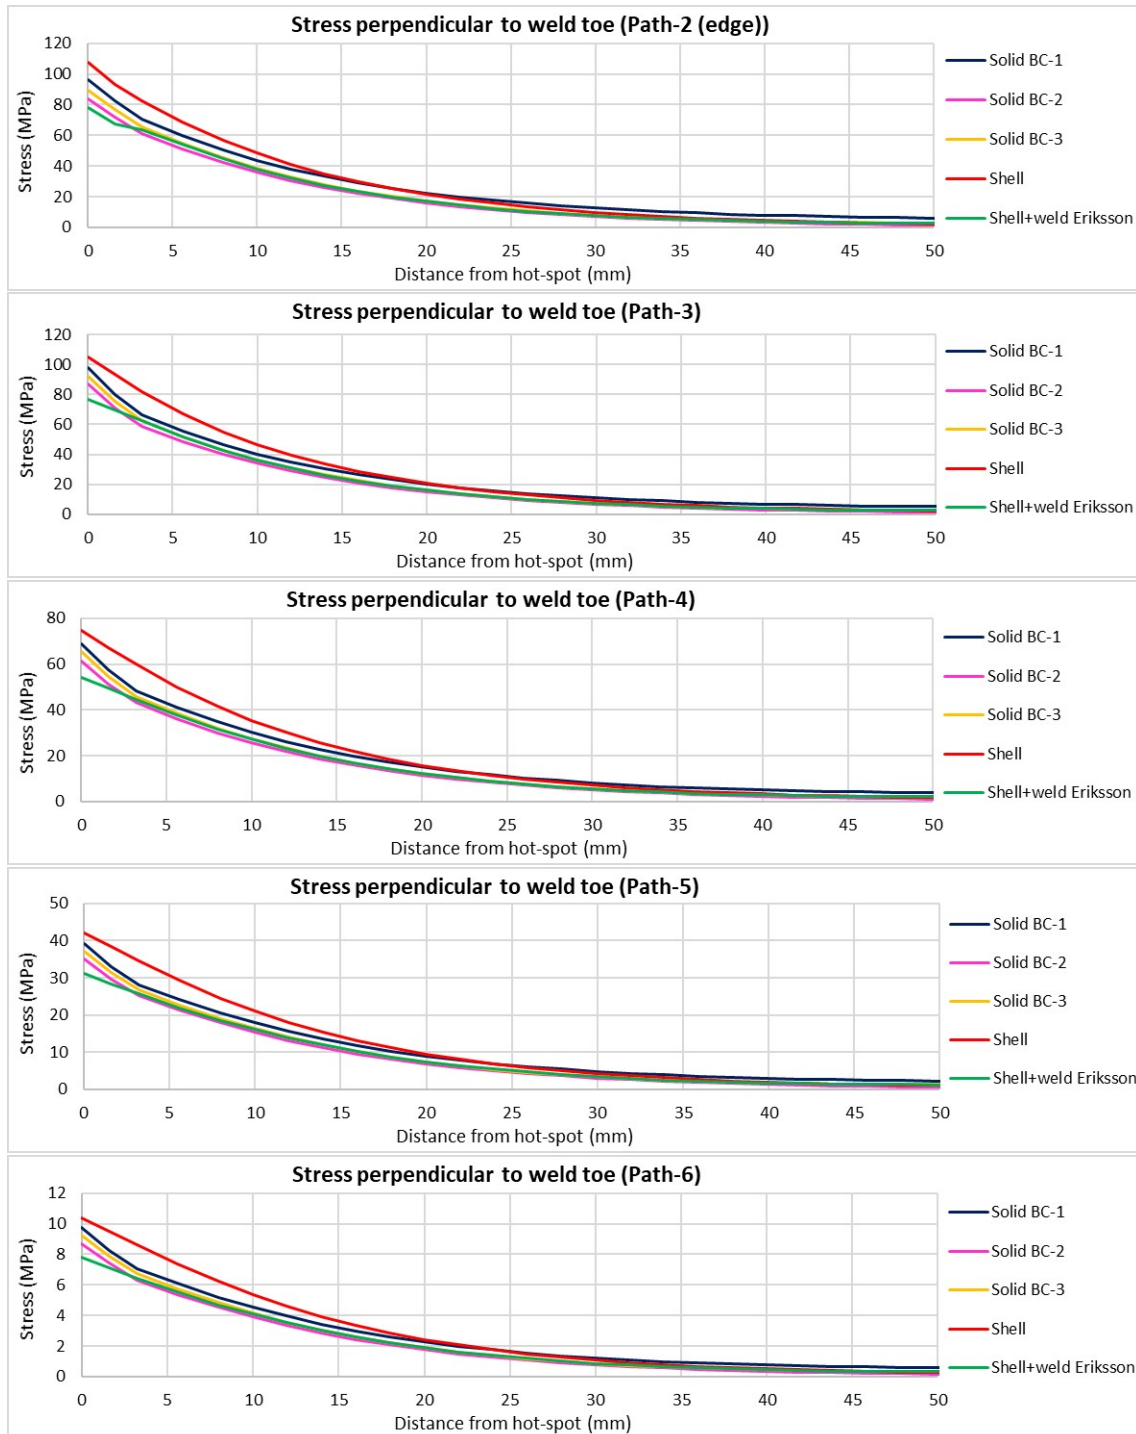 Stress perpendicular to weld toe (Path-2 (edge))
120
100
80
60
40
20
0
Stress (MPa)
0 5 10 15 20 25 30 35 40 45 50
Distance from hot-spot (mm)
Solid BC-1
Solid BC-2
Solid BC-3
Shell
Shell+weld Eriksson
Stress perpendicular to weld toe (Path-3)
120
100
80
60
40
20
0
Stress (MPa)
0 5 10 15 20 25 30 35 40 45 50
Distance from hot-spot (mm)
Solid BC-1
Solid BC-2
Solid BC-3
Shell
Shell+weld Eriksson
Stress perpendicular to weld toe (Path-4)
80
60
40
20
0
Stress (MPa)
0 5 10 15 20 25 30 35 40 45 50
Distance from hot-spot (mm)
Solid BC-1
Solid BC-2
Solid BC-3
Shell
Shell+weld Eriksson
Stress perpendicular to weld toe (Path-5)
50
40
30
20
10
0
Stress (MPa)
0 5 10 15 20 25 30 35 40 45 50
Distance from hot-spot (mm)
Solid BC-1
Solid BC-2
Solid BC-3
Shell
Shell+weld Eriksson
Stress perpendicular to weld toe (Path-6)
12
10
8
6
4
2
0
Stress (MPa)
0 5 10 15 20 25 30 35 40 45 50
Distance from hot-spot (mm)
Solid BC-1
Solid BC-2
Solid BC-3
Shell
Shell+weld Eriksson